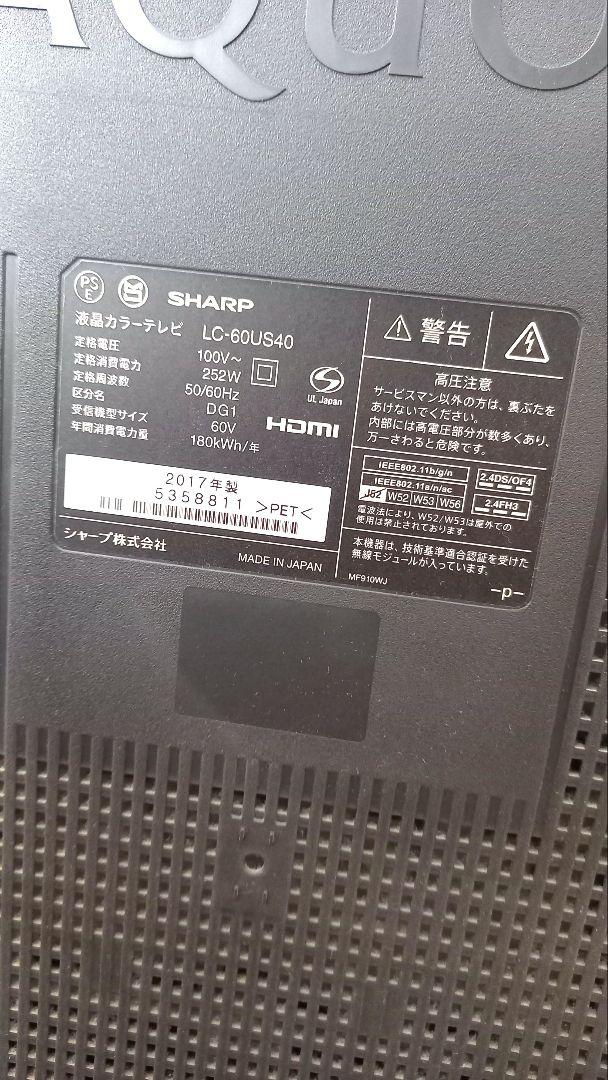 AQUO
PS
E
SHARP
液晶カラーテレビ LC-60US40
定格電圧 100V～
定格消費電力 252W
定格周波数 50/60Hz
区分名 DG1
受信機型サイズ 60V
年間消費電力量 180kWh/年
UL Japan
HDMI
2017年製
5358811 >PET<
シャープ株式会社
MADE IN JAPAN
警告
高圧注意
サービスマン以外の方は、裏ぶたを
あけないでください。
内部には高電圧部分が数多くあり、
万一さわると危険です。
IEEE802.11b/g/n
IEEE802.11a/n/ac
J52 W52 W53 W56
2.4DS/OF4
2.4FH3
電波法により、W52/W53は屋外での
使用は禁止されております。
本機器は、技術基準適合認証を受けた
無線モジュールが入っています。
MF910WJ
-p-